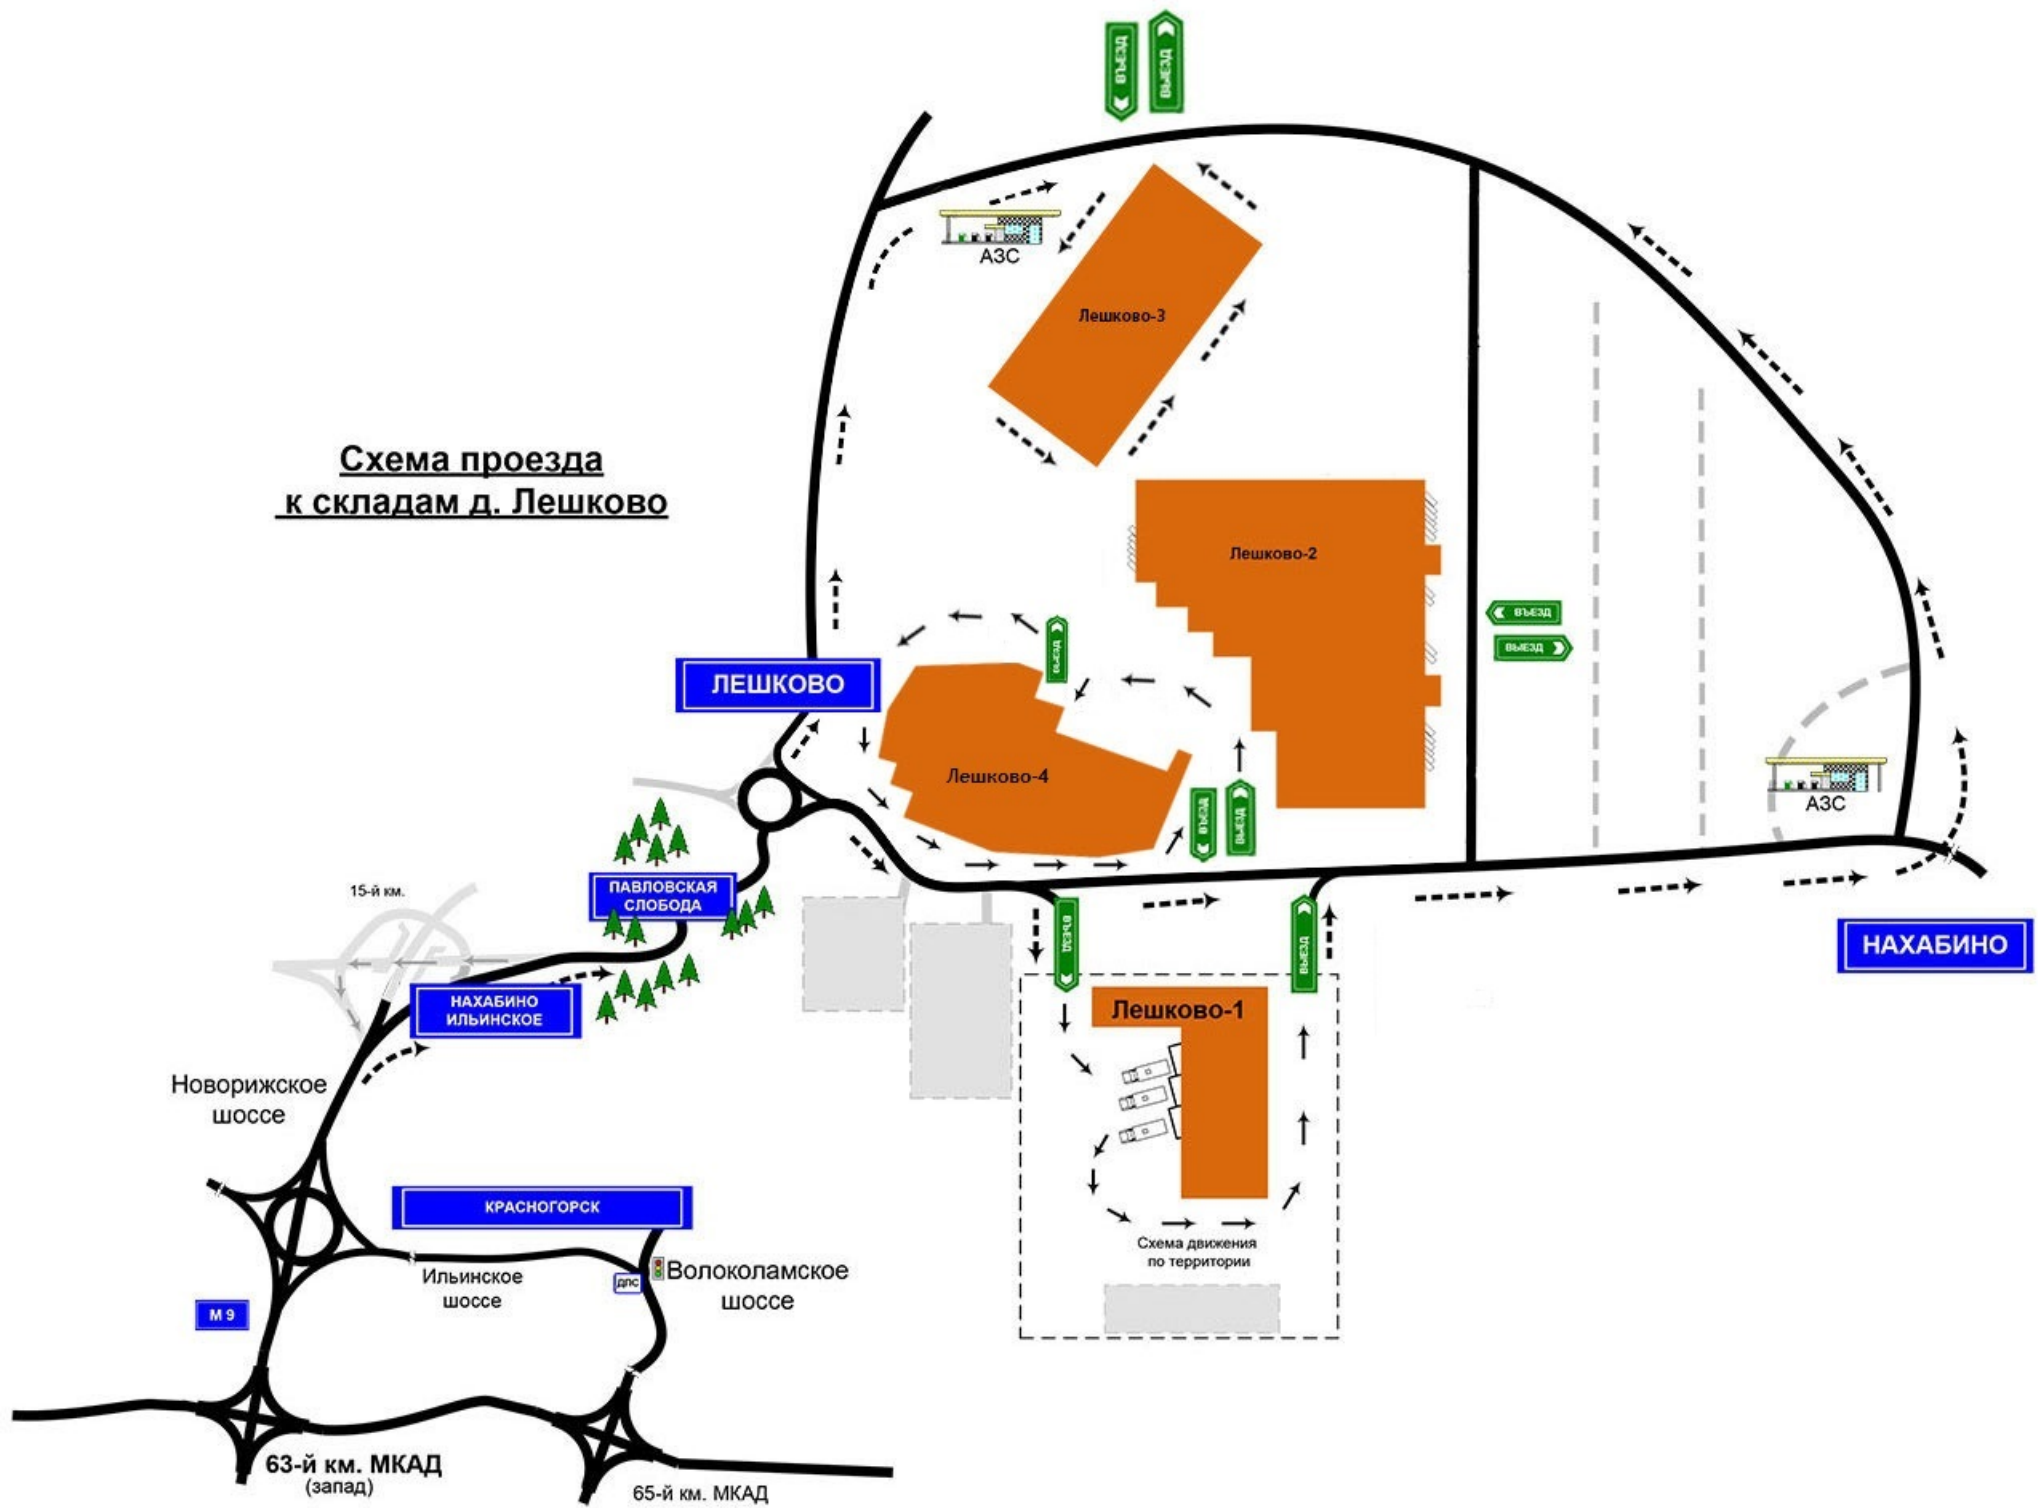 ВЪЕЗД
ВЫЕЗД
АЗС
Лешково-3
Схема проезда
к складам д. Лешково
Лешково-2
ВЪЕЗД
ВЫЕЗД
ВЫЕЗД
ЛЕШКОВО
Лешково-4
ВЪЕЗД
ВЫЕЗД
АЗС
ПАВЛОВСКАЯ
СЛОБОДА
15-й км.
ВЪЕЗД
ВЫЕЗД
НАХАБИНО
НАХАБИНО
ИЛЬИНСКОЕ
Лешково-1
Новорижское
шоссе
КРАСНОГОРСК
Схема движения
по территории
Ильинское
шоссе
ДПС
Волоколамское
шоссе
М 9
63-й км. МКАД
(запад)
65-й км. МКАД